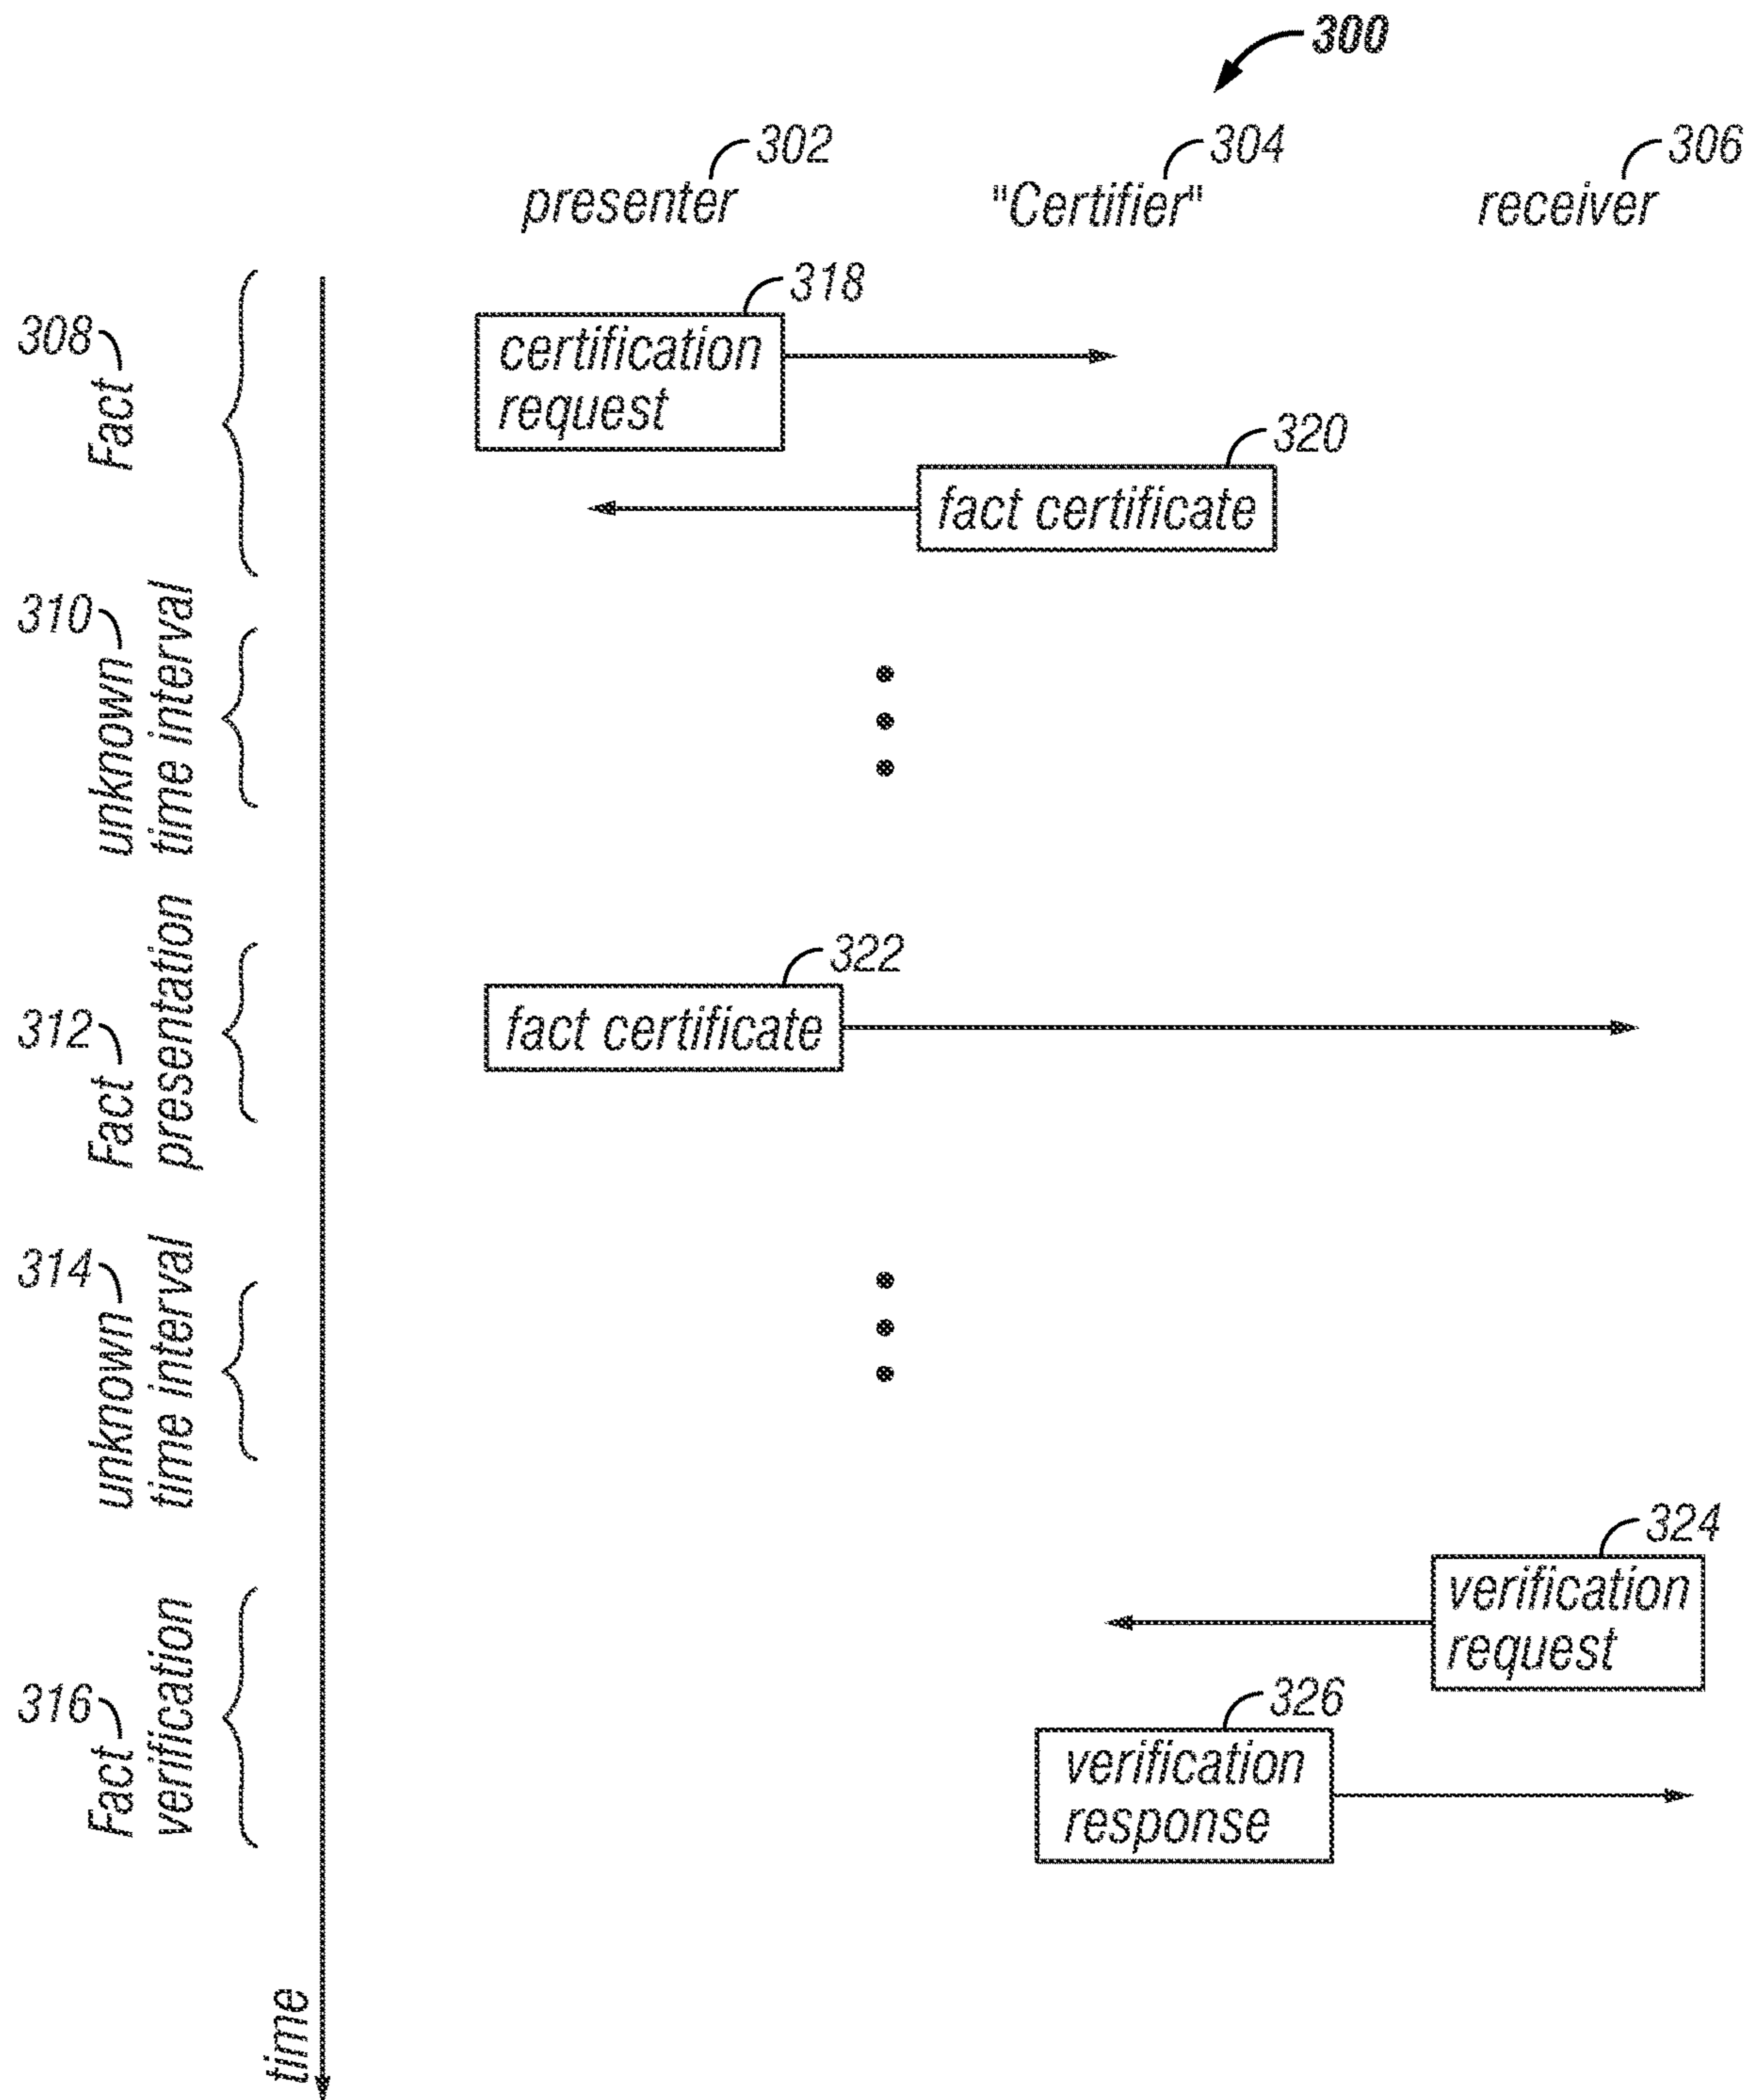 300
302
304
306
presenter
"Certifier"
receiver
318
308
Fact
certification
request
320
fact certificate
310
unknown
time interval
322
312
Fact
presentation
fact certificate
314
unknown
time interval
324
verification
request
316
Fact
verification
326
verification
response
time